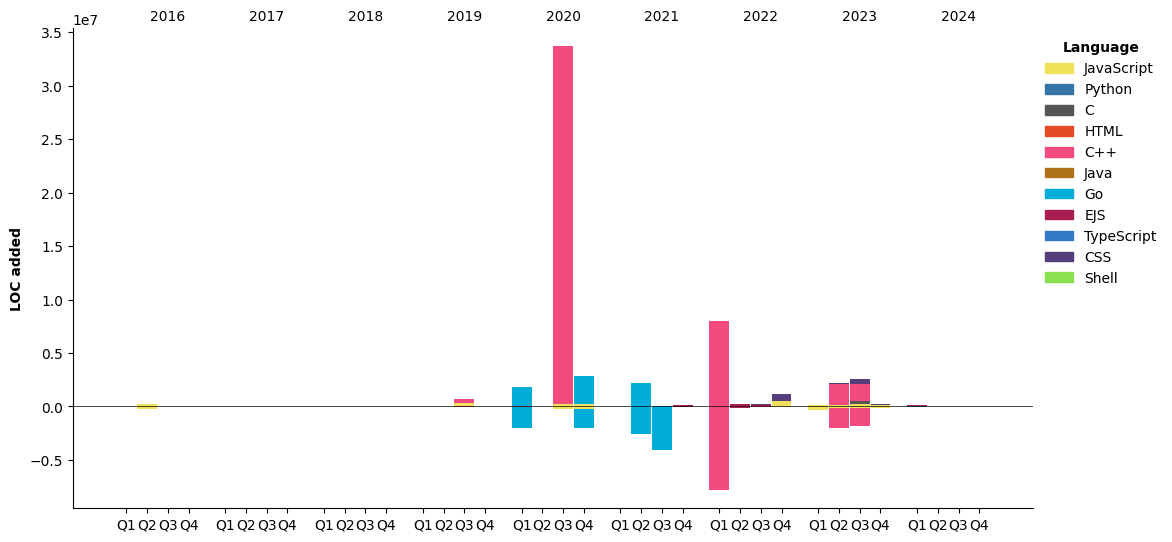 1e7
2016 2017 2018 2019 2020 2021 2022 2023 2024
3.5
3.0
2.5
2.0
1.5
1.0
0.5
0.0
−0.5
LOC added
Q1 Q2 Q3 Q4 Q1 Q2 Q3 Q4 Q1 Q2 Q3 Q4 Q1 Q2 Q3 Q4 Q1 Q2 Q3 Q4 Q1 Q2 Q3 Q4 Q1 Q2 Q3 Q4 Q1 Q2 Q3 Q4 Q1 Q2 Q3 Q4
Language
JavaScript
Python
C
HTML
C++
Java
Go
EJS
TypeScript
CSS
Shell